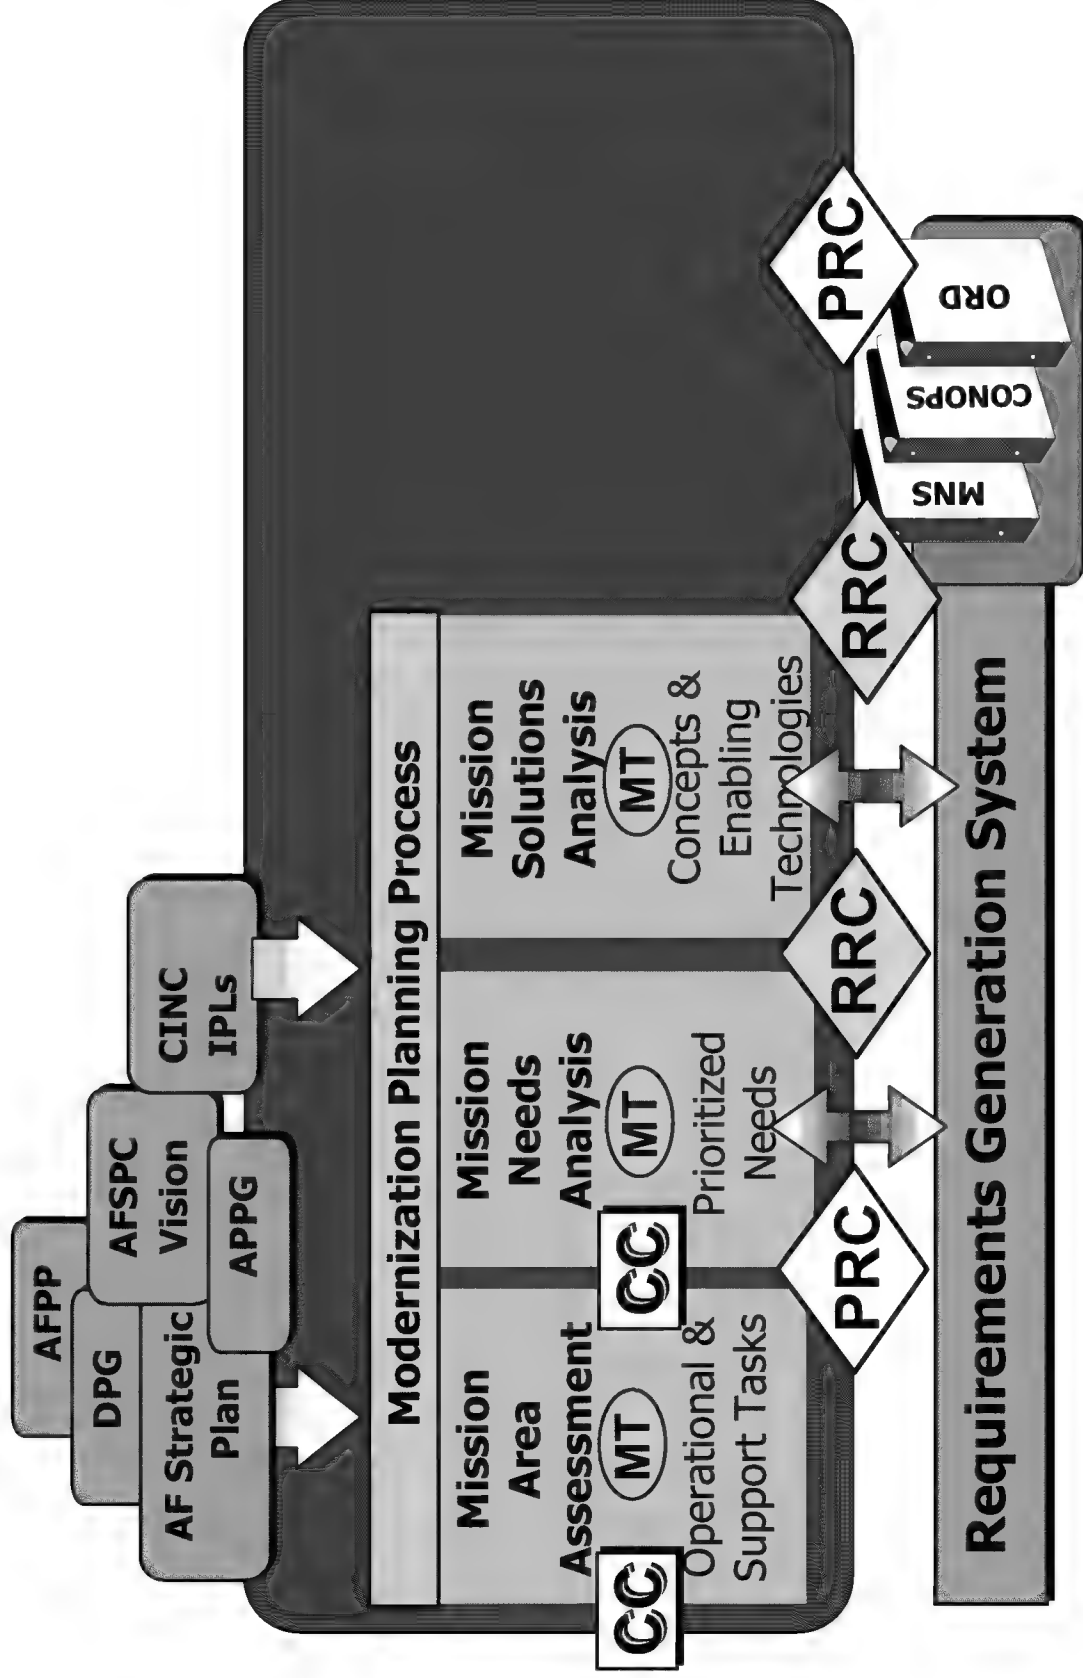 AFPP
DPG
AF Strategic
Plan
AFSPC
Vision
APPG
CINC
IPLs
Modernization Planning Process
Mission
Area
Assessment
MT
Operational &
Support Tasks
CC
CC
Mission
Needs
Analysis
MT
Prioritized
Needs
Mission
Solutions
Analysis
MT
Concepts &
Enabling
Technologies
PRC
RRC
RRC
PRC
MNS
CONOPS
ORD
Requirements Generation System